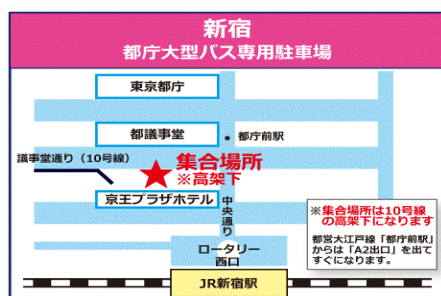 新宿
都庁大型バス専用駐車場
東京都庁
都議事堂
都庁前駅
議事堂通り（10号線）
集合場所
※高架下
京王プラザホテル
中央通り
※集合場所は10号線
の高架下になります
都営大江戸線「都庁前駅」
からは「A2出口」を出て
すぐになります。
ロータリー
西口
JR新宿駅